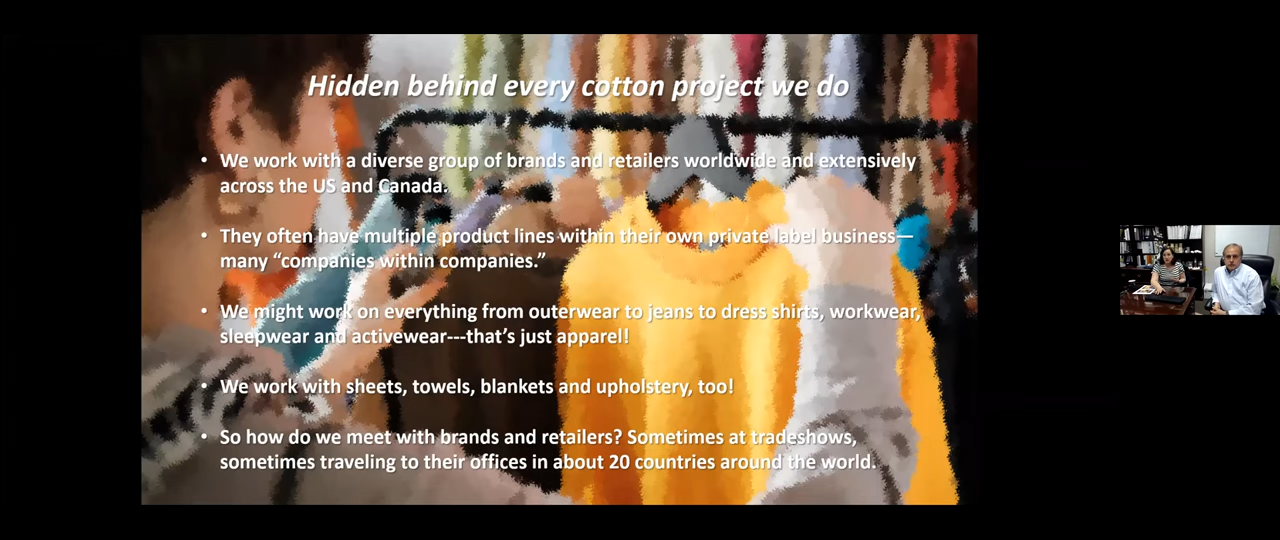 Hidden behind every cotton project we do
• We work with a diverse group of brands and retailers worldwide and extensively
across the US and Canada.
• They often have multiple product lines within their own private label business—
many “companies within companies.”
• We might work on everything from outerwear to jeans to dress shirts, workwear,
sleepwear and activewear---that’s just apparel!
• We work with sheets, towels, blankets and upholstery, too!
• So how do we meet with brands and retailers? Sometimes at tradeshows,
sometimes traveling to their offices in about 20 countries around the world.